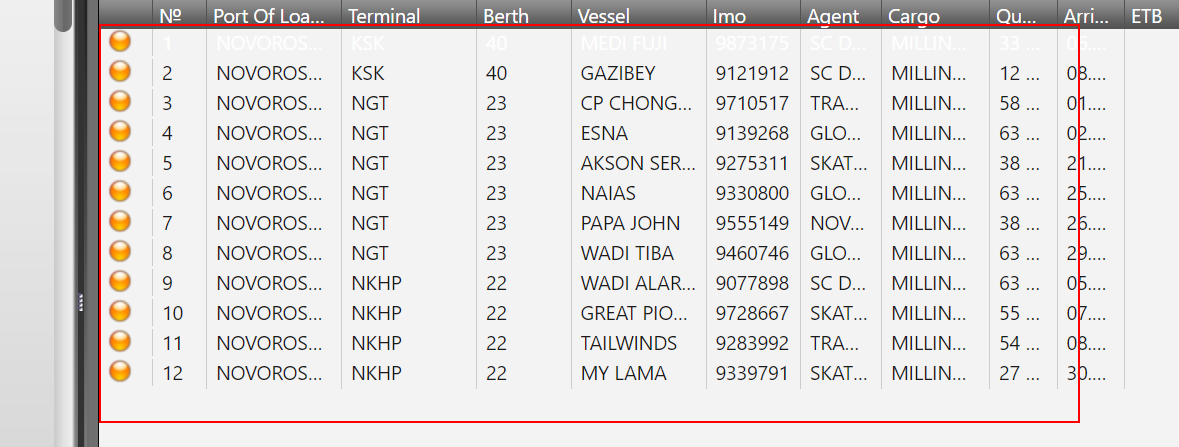 № Port Of Loa... Terminal Berth Vessel Imo Agent Cargo Qu... Arri... ETB
1 NOVOROS... KSK 40 MEDI FUJI 9873175 SC D... MILLIN... 33 ... 05....
2 NOVOROS... KSK 40 GAZIBEY 9121912 SC D... MILLIN... 12 ... 08....
3 NOVOROS... NGT 23 CP CHONG... 9710517 TRA... MILLIN... 58 ... 01....
4 NOVOROS... NGT 23 ESNA 9139268 GLO... MILLIN... 63 ... 02....
5 NOVOROS... NGT 23 AKSON SER... 9275311 SKAT... MILLIN... 38 ... 21....
6 NOVOROS... NGT 23 NAIAS 9330800 GLO... MILLIN... 63 ... 25....
7 NOVOROS... NGT 23 PAPA JOHN 9555149 NOV... MILLIN... 38 ... 26....
8 NOVOROS... NGT 23 WADI TIBA 9460746 GLO... MILLIN... 63 ... 29....
9 NOVOROS... NKHP 22 WADI ALAR... 9077898 SC D... MILLIN... 63 ... 05....
10 NOVOROS... NKHP 22 GREAT PIO... 9728667 SKAT... MILLIN... 55 ... 07....
11 NOVOROS... NKHP 22 TAILWINDS 9283992 TRA... MILLIN... 54 ... 08....
12 NOVOROS... NKHP 22 MY LAMA 9339791 SKAT... MILLIN... 27 ... 30....